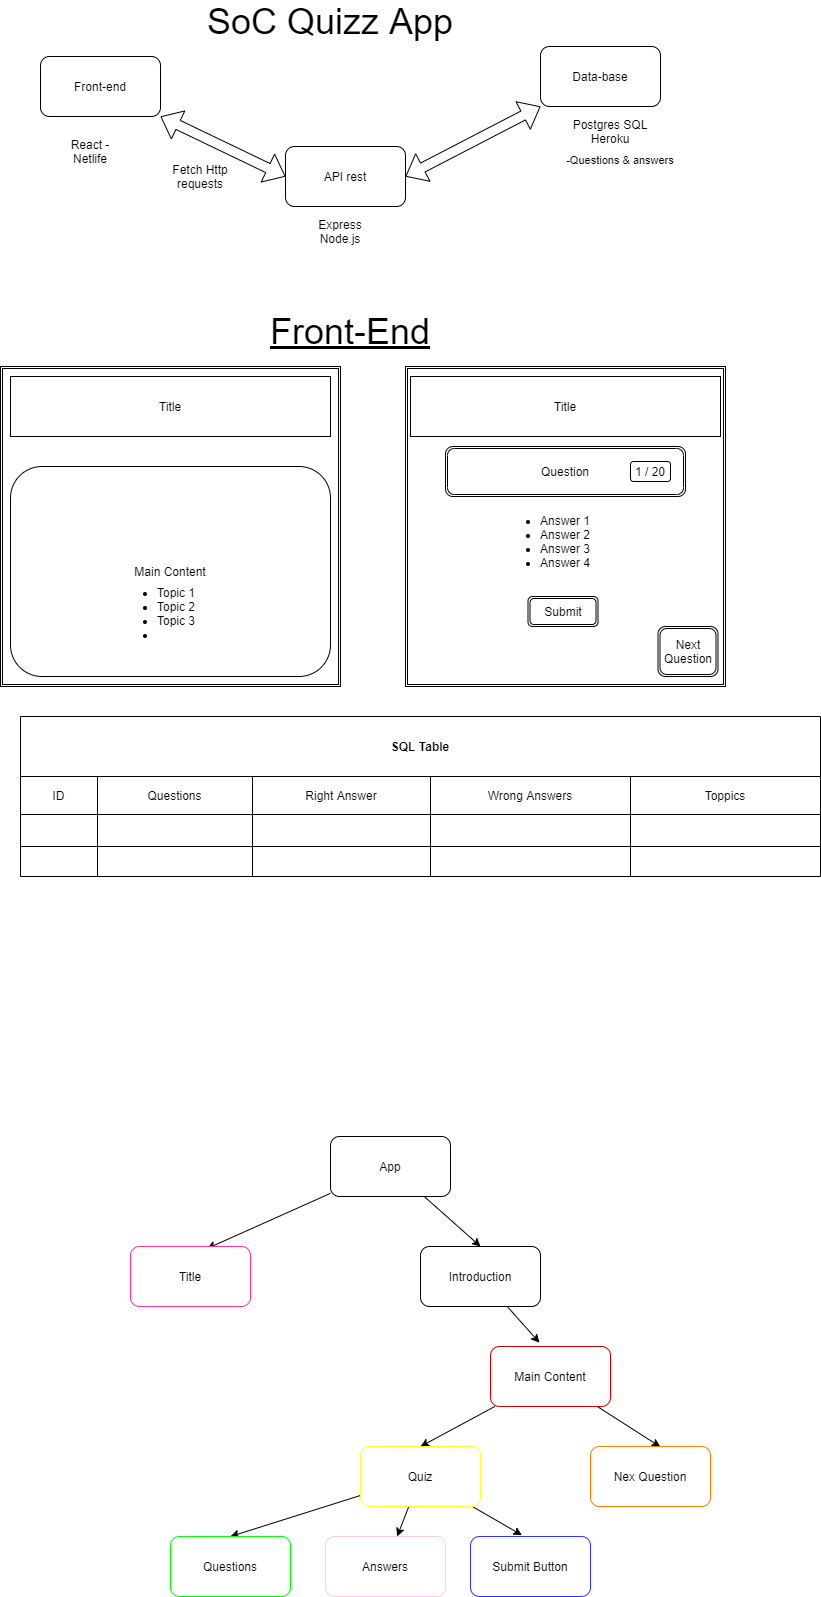 SoC Quizz App
Front-end
Data-base
React -
Netlife
Fetch Http
requests
API rest
Postgres SQL
Heroku
-Questions & answers
Express
Node.js
Front-End
Title
Main Content
Topic 1
Topic 2
Topic 3
Title
Question
1 / 20
Answer 1
Answer 2
Answer 3
Answer 4
Submit
Next
Question
SQL Table
ID Questions Right Answer Wrong Answers Toppics
App
Title
Introduction
Main Content
Quiz
Nex Question
Questions
Answers
Submit Button